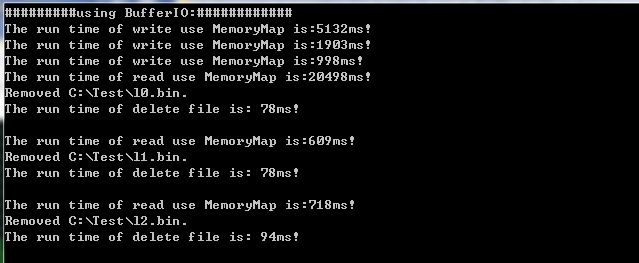 #########using BufferIO:############
The run time of write use MemoryMap is:5132ms!
The run time of write use MemoryMap is:1903ms!
The run time of write use MemoryMap is:998ms!
The run time of read use MemoryMap is:20498ms!
Removed C:\Test\l0.bin.
The run time of delete file is: 78ms!
The run time of read use MemoryMap is:609ms!
Removed C:\Test\l1.bin.
The run time of delete file is: 78ms!
The run time of read use MemoryMap is:718ms!
Removed C:\Test\l2.bin.
The run time of delete file is: 94ms!